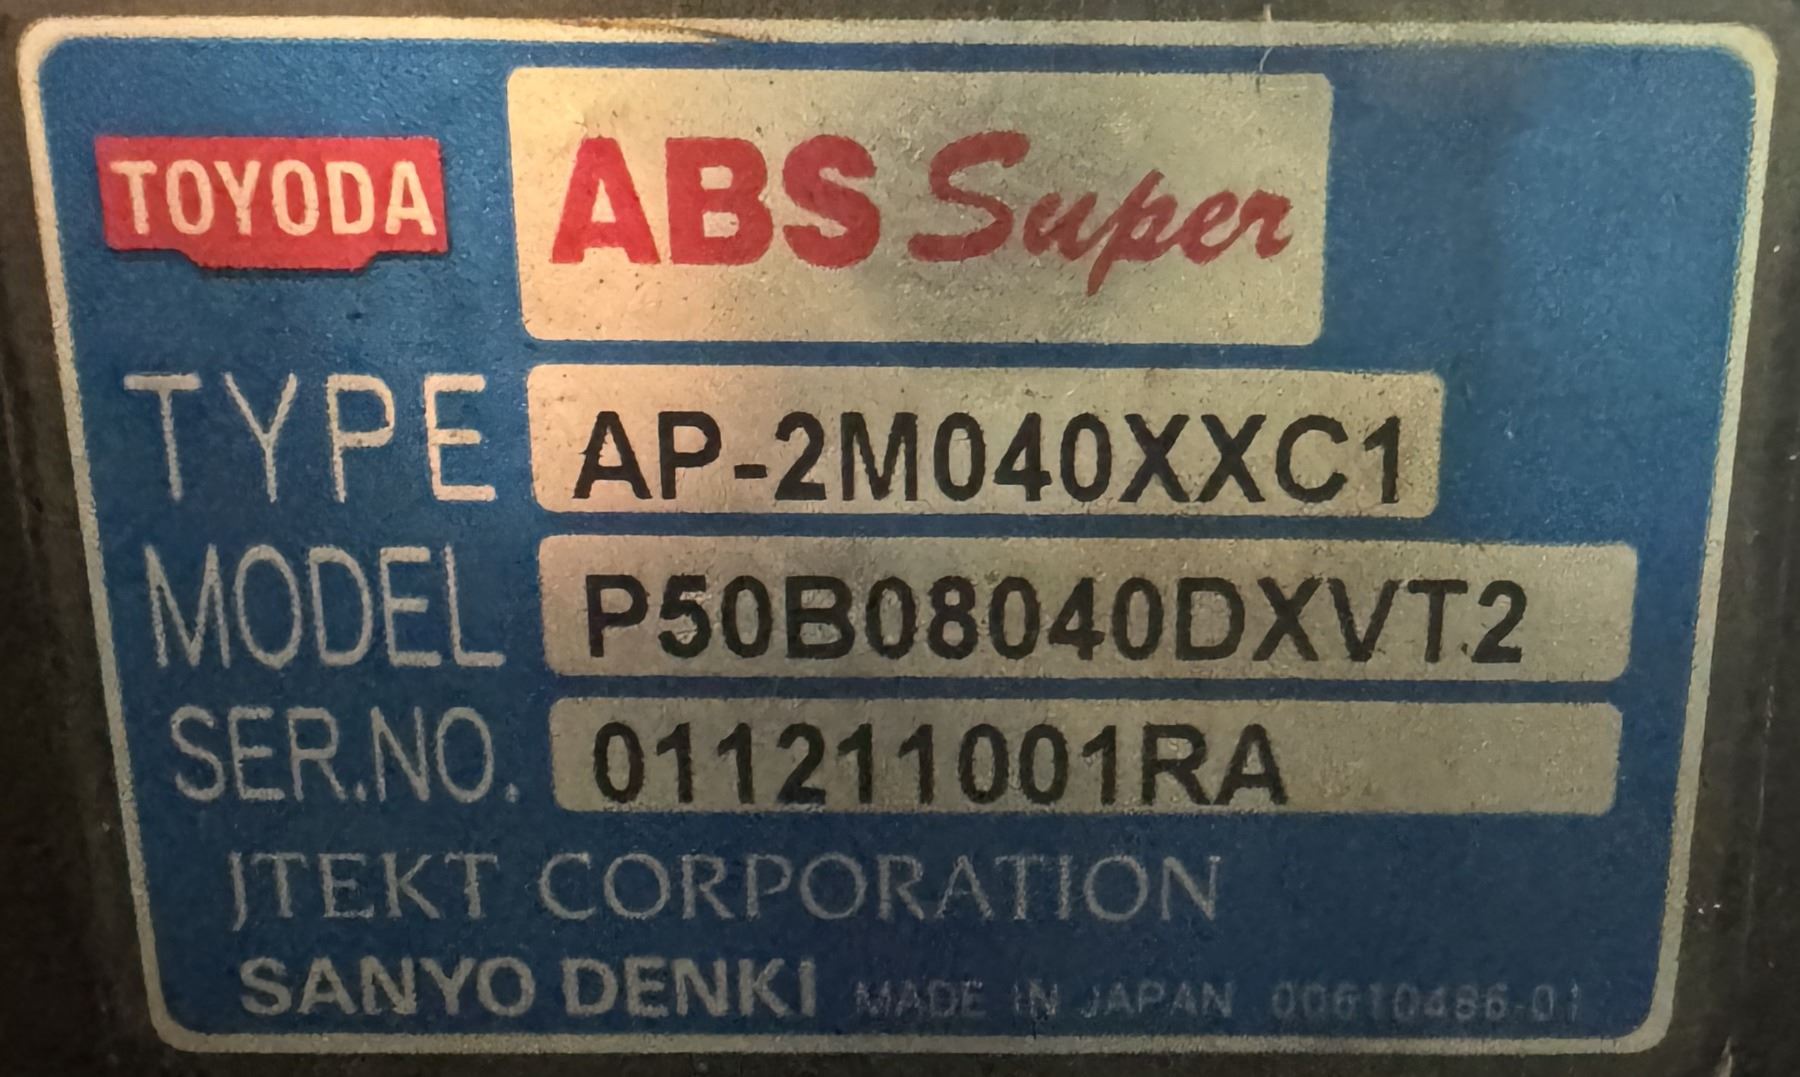 TOYODA ABS Super
TYPE AP-2M040XXC1
MODEL P50B08040DXVT2
SER.NO. 011211001RA
JTEKT CORPORATION
SANYO DENKI MADE IN JAPAN 00610486-01